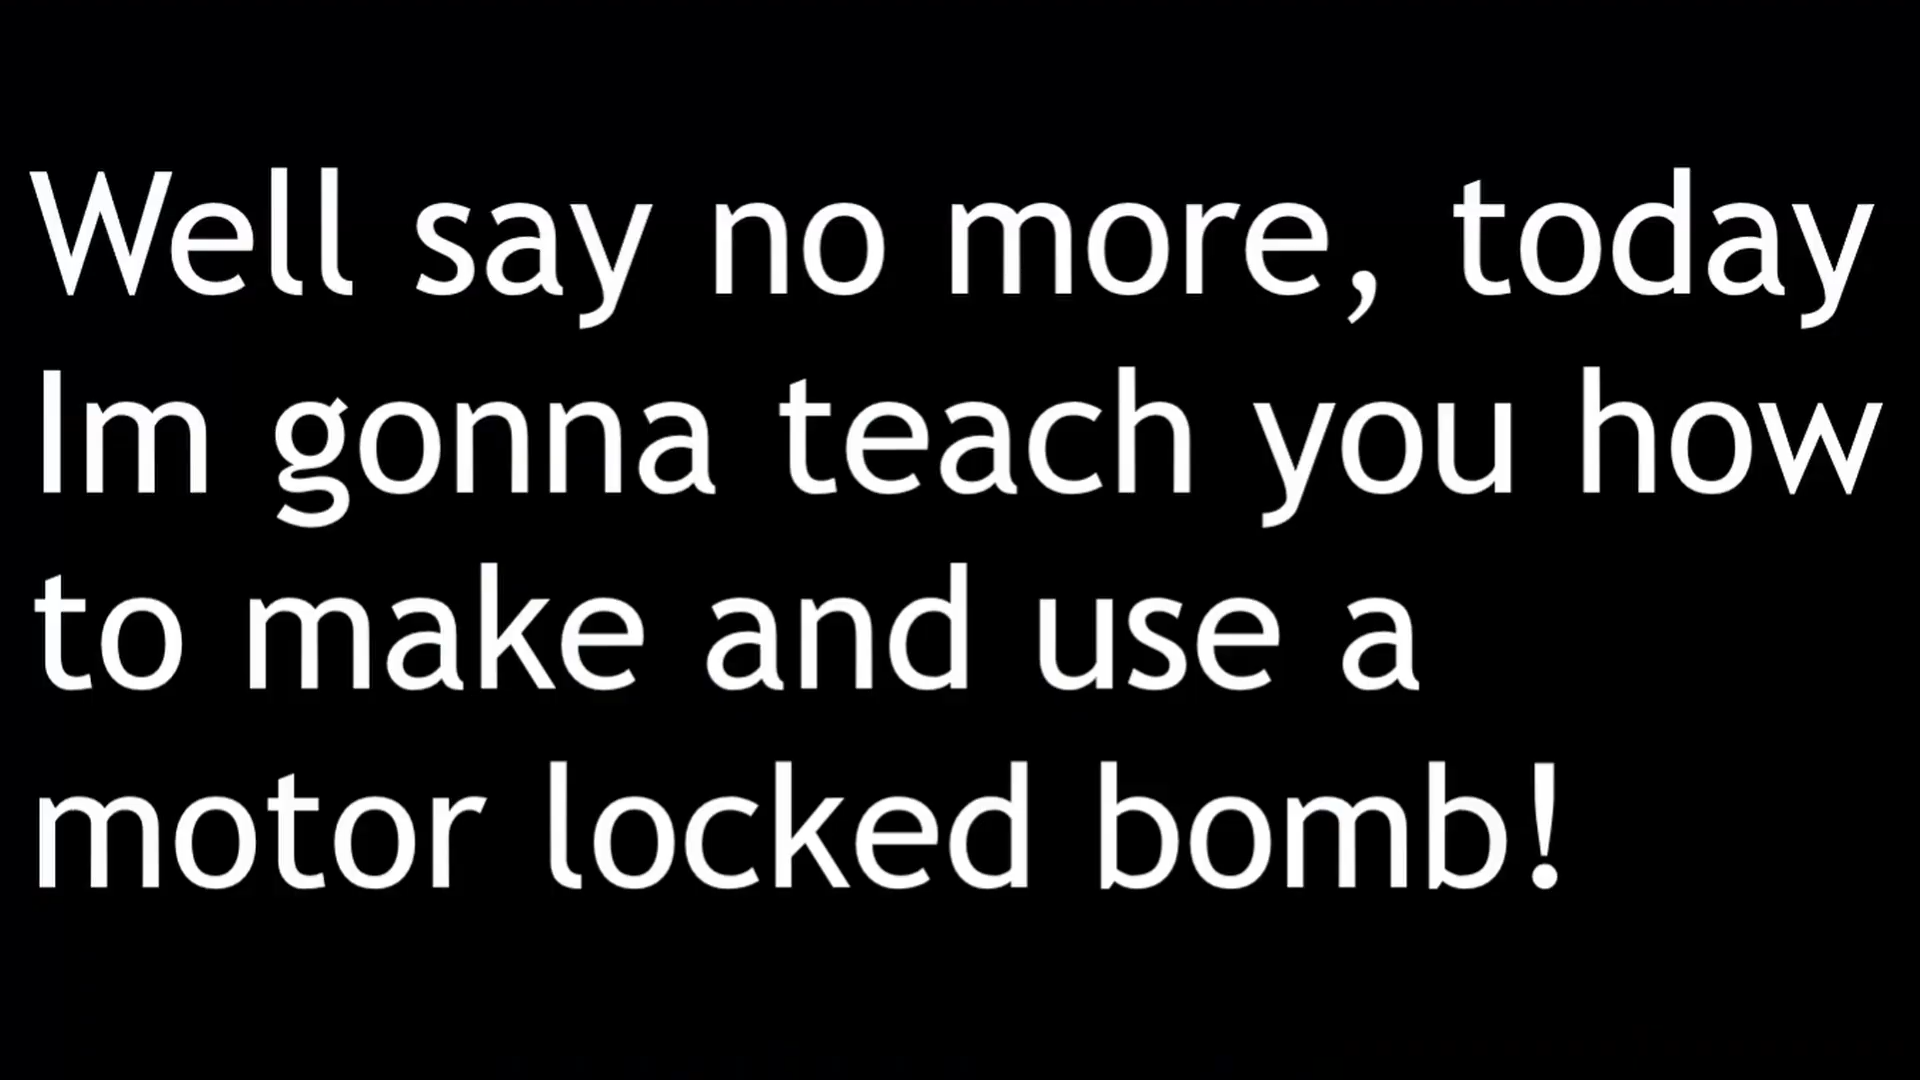 Well say no more, today
Im gonna teach you how
to make and use a
motor locked bomb!